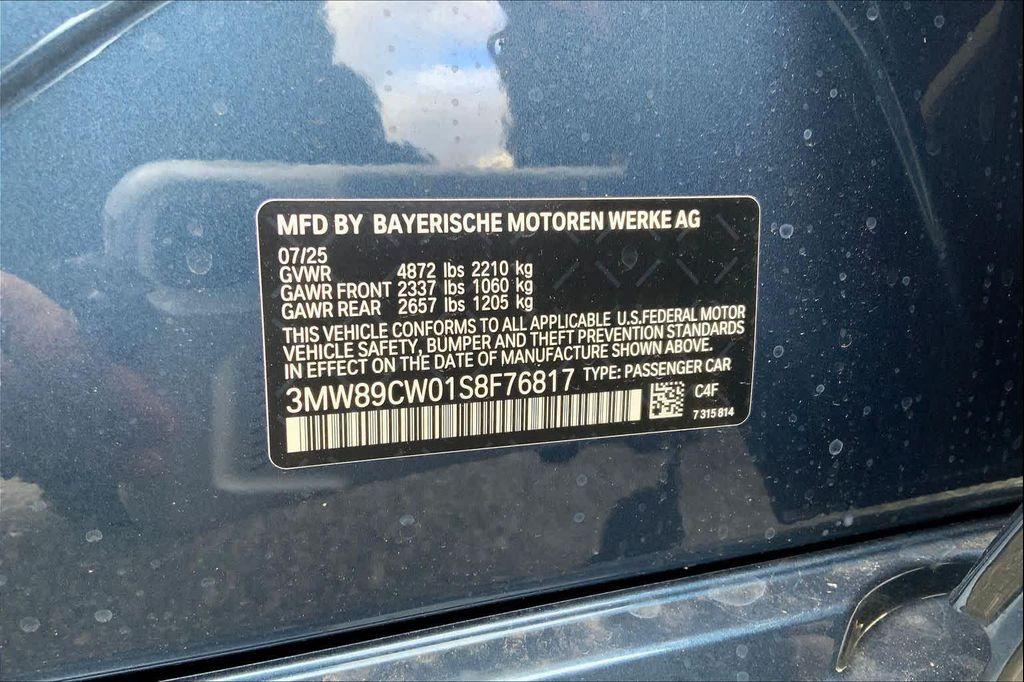 MFD BY BAYERISCHE MOTOREN WERKE AG
07/25
GVWR 4872 lbs 2210 kg
GAWR FRONT 2337 lbs 1060 kg
GAWR REAR 2657 lbs 1205 kg
THIS VEHICLE CONFORMS TO ALL APPLICABLE U.S.FEDERAL MOTOR
VEHICLE SAFETY, BUMPER AND THEFT PREVENTION STANDARDS
IN EFFECT ON THE DATE OF MANUFACTURE SHOWN ABOVE.
3MW89CW01S8F76817 TYPE: PASSENGER CAR
C4F
7 315 814